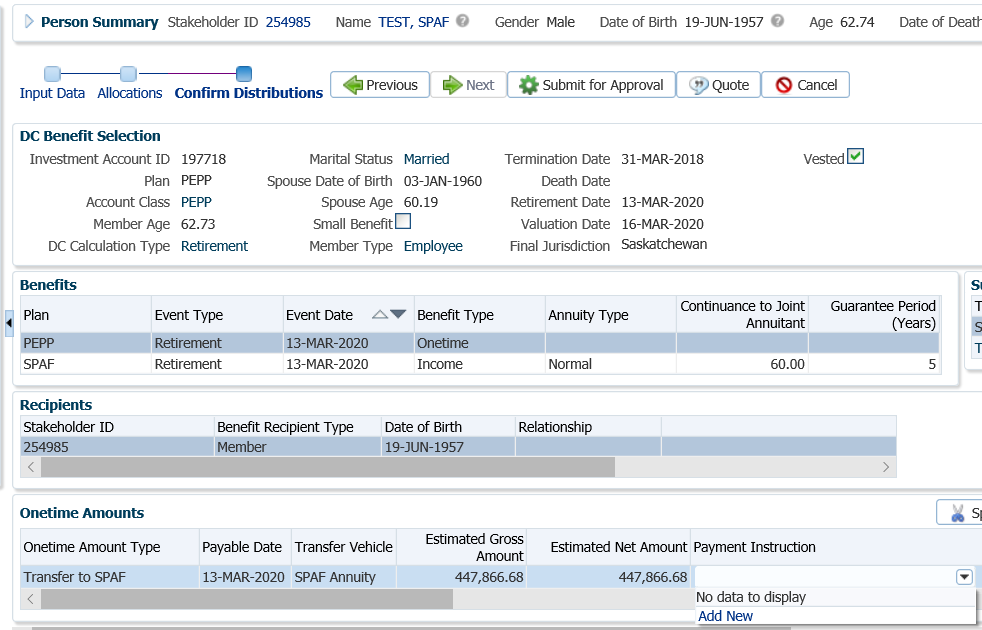 Person Summary Stakeholder ID 254985 Name TEST, SPAF Gender Male Date of Birth 19-JUN-1957 Age 62.74 Date of Death
Input Data Allocations Confirm Distributions Previous Next Submit for Approval Quote Cancel
DC Benefit Selection
Investment Account ID 197718 Marital Status Married Termination Date 31-MAR-2018 Vested
Plan PEPP Spouse Date of Birth 03-JAN-1960 Death Date
Account Class PEPP Spouse Age 60.19 Retirement Date 13-MAR-2020
Member Age 62.73 Small Benefit Valuation Date 16-MAR-2020
DC Calculation Type Retirement Member Type Employee Final Jurisdiction Saskatchewan
Benefits
Plan Event Type Event Date Benefit Type Annuity Type Continuance to Joint Annuitant Guarantee Period (Years)
PEPP Retirement 13-MAR-2020 Onetime
SPAF Retirement 13-MAR-2020 Income Normal 60.00 5
Recipients
Stakeholder ID Benefit Recipient Type Date of Birth Relationship
254985 Member 19-JUN-1957
Onetime Amounts
Onetime Amount Type Payable Date Transfer Vehicle Estimated Gross Amount Estimated Net Amount Payment Instruction
Transfer to SPAF 13-MAR-2020 SPAF Annuity 447,866.68 447,866.68
No data to display
Add New